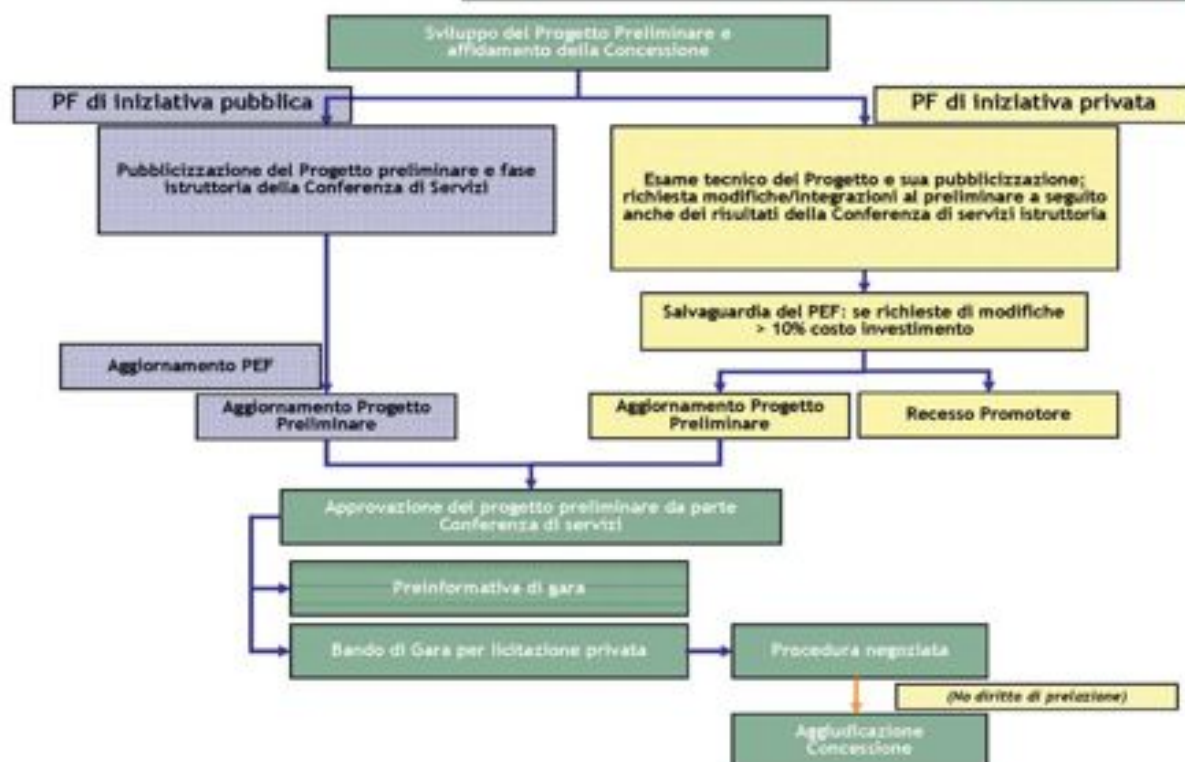 Sviluppo del Progetto Preliminare e
affidamento della Concessione
PF di iniziativa pubblica
PF di iniziativa privata
Pubblicizzazione del Progetto preliminare e fase
istruttoria della Conferenza di Servizi
Esame tecnico del Progetto e sua pubblicizzazione;
richiesta modifiche/integrazioni al preliminare a seguito
anche dei risultati della Conferenza di servizi istruttoria
Salvaguardia del PEF: se richieste di modifiche
> 10% costo investimento
Aggiornamento PEF
Aggiornamento Progetto
Preliminare
Aggiornamento Progetto
Preliminare
Recesso Promotore
Approvazione del progetto preliminare da parte
Conferenza di servizi
Preinformativa di gara
Bando di Gara per licitazione privata
Procedura negoziata
(No diritto di prelazione)
Aggiudicazione
Concessione